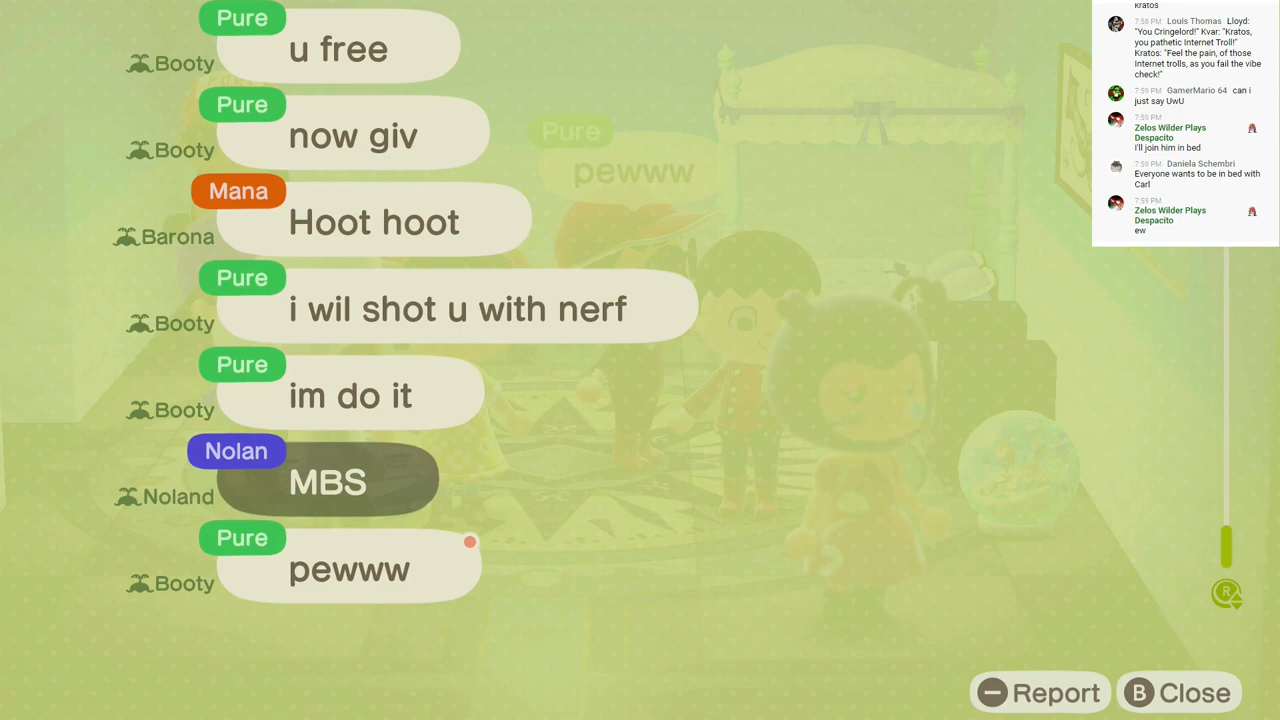 Pure
u free
Booty
Pure
now giv
Booty
Pure
pewww
Mana
Hoot hoot
Barona
Pure
i wil shot u with nerf
Booty
Pure
im do it
Booty
Nolan
MBS
Noland
Pure
pewww
Booty
R
Report
B Close
Kratos
7:58 PM Louis Thomas Lloyd:
"You Cringelord!" Kvar: "Kratos,
you pathetic Internet Troll!"
Kratos: "Feel the pain, of those
Internet trolls, as you fail the vibe
check!"
7:59 PM GamerMario 64 can i
just say UwU
7:59 PM
Zelos Wilder Plays
Despacito
I'll join him in bed
7:59 PM Daniela Schembri
Everyone wants to be in bed with
Carl
7:59 PM
Zelos Wilder Plays
Despacito
ew